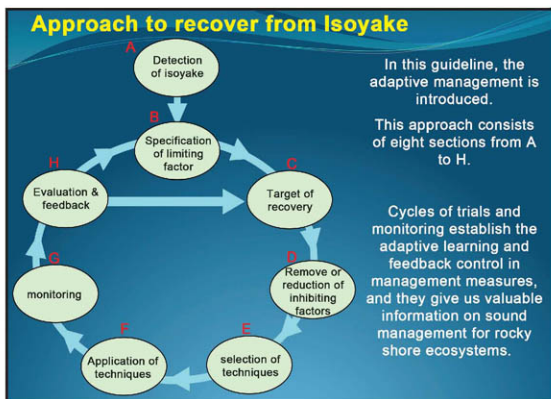 Approach to recover from Isoyake
A
Detection
of isoyake
B
Specification
of limiting
factor
C
Target of
recovery
D
Remove or
reduction of
inhibiting
factors
E
selection of
techniques
F
Application of
techniques
G
monitoring
H
Evaluation &
feedback
In this guideline, the
adaptive management is
introduced.
This approach consists
of eight sections from A
to H.
Cycles of trials and
monitoring establish the
adaptive learning and
feedback control in
management measures,
and they give us valuable
information on sound
management for rocky
shore ecosystems.